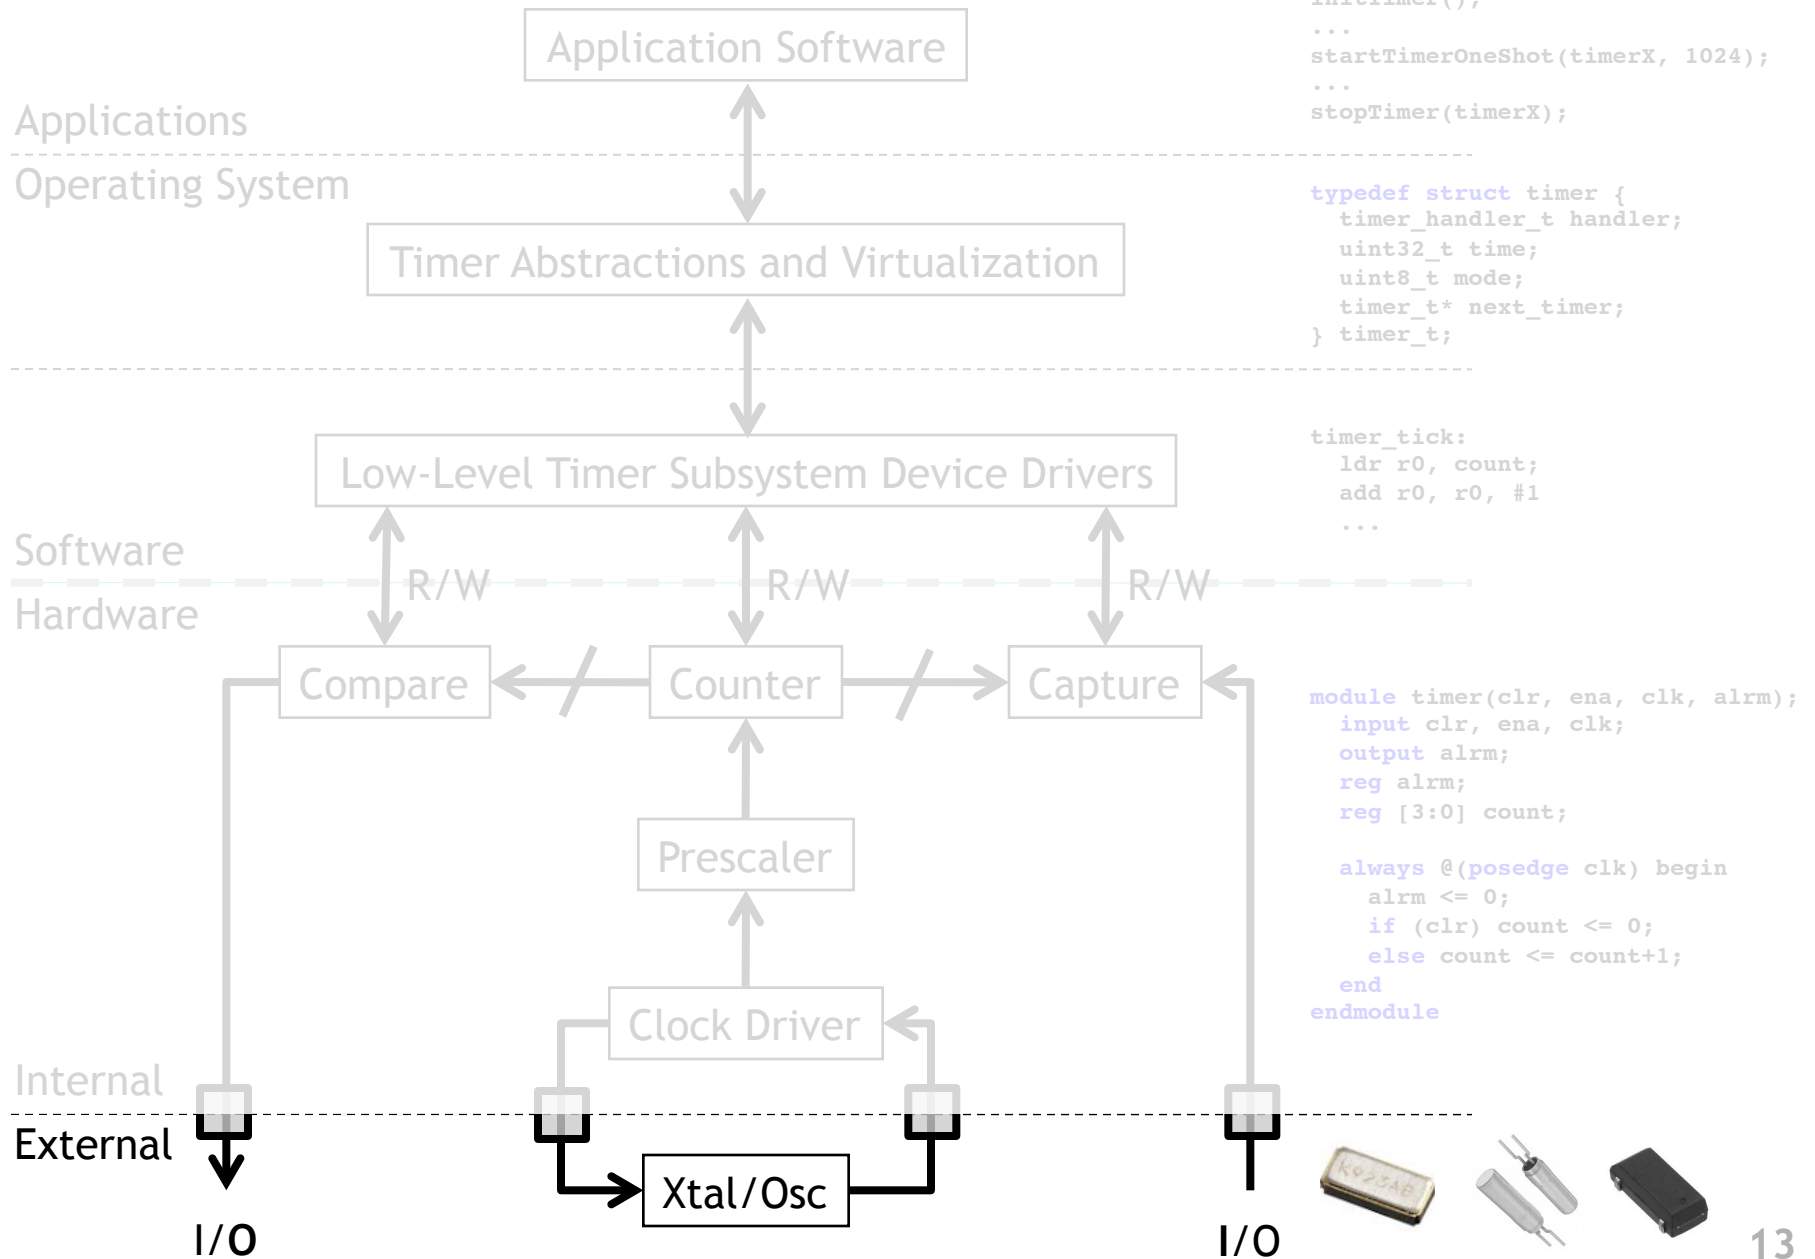 initTimer();
...
startTimerOneShot(timerX, 1024);
...
stopTimer(timerX);
Application Software
Applications
Operating System
typedef struct timer {
timer_handler_t handler;
uint32_t time;
uint8_t mode;
timer_t* next_timer;
} timer_t;
Timer Abstractions and Virtualization
timer_tick:
ldr r0, count;
add r0, r0, #1
...
Low-Level Timer Subsystem Device Drivers
Software
R/W R/W R/W
Hardware
Compare Counter Capture
module timer(clr, ena, clk, alrm);
input clr, ena, clk;
output alrm;
reg alrm;
reg [3:0] count;
always @(posedge clk) begin
alrm <= 0;
if (clr) count <= 0;
else count <= count+1;
end
endmodule
Prescaler
Clock Driver
Internal
External
Xtal/Osc
K923AB
I/O I/O
13